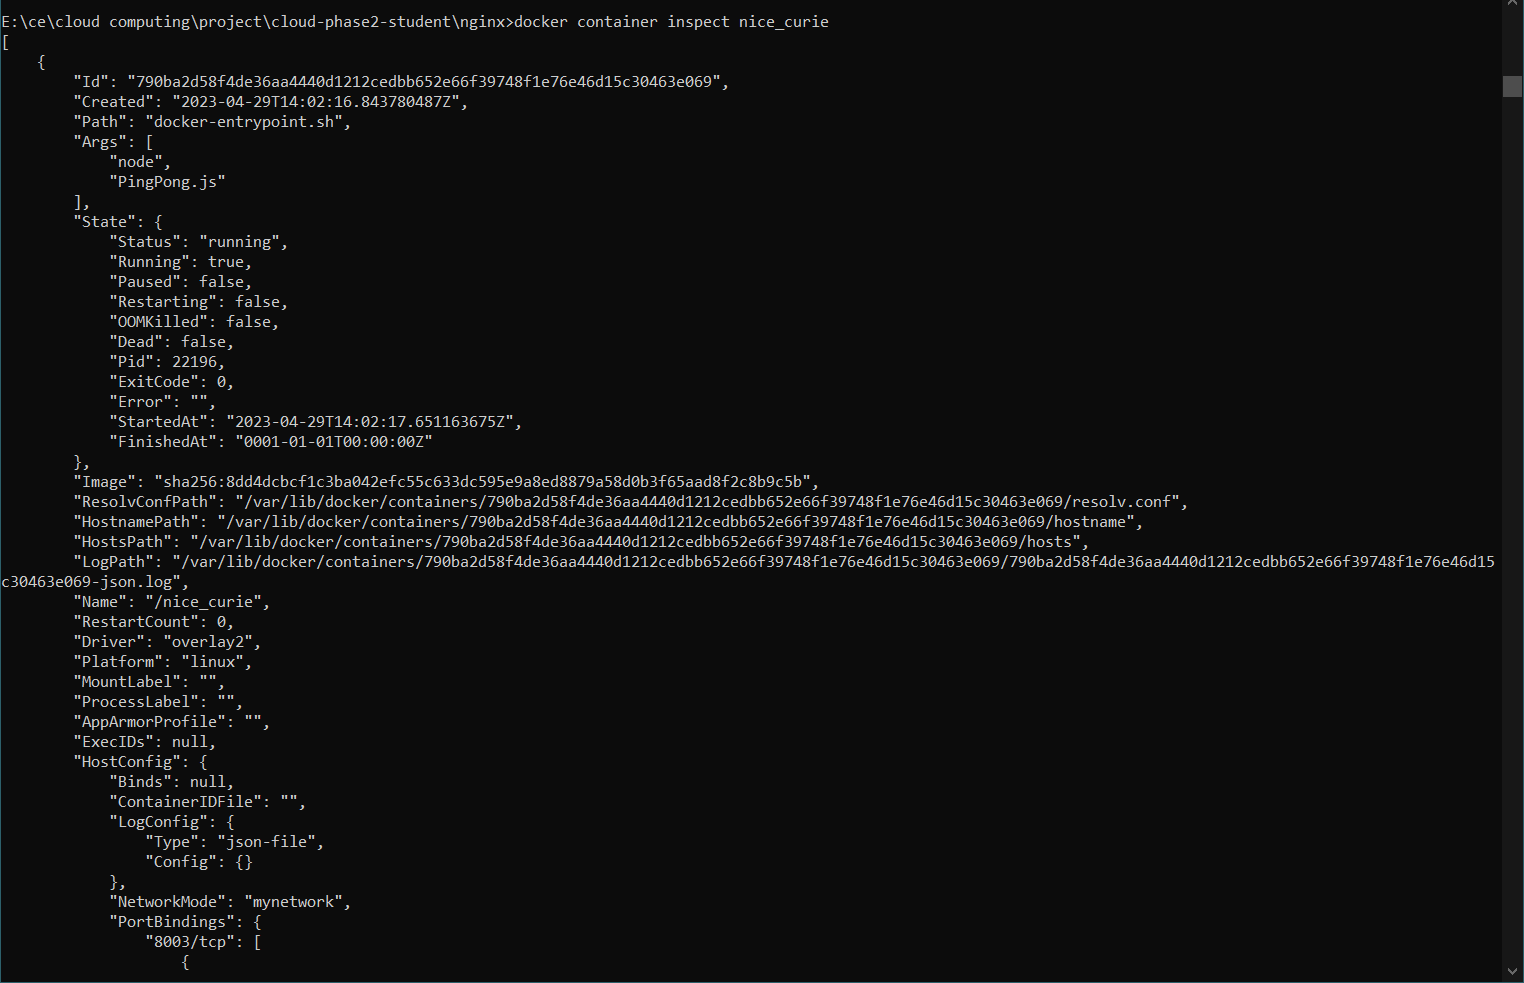 E:\ce\cloud computing\project\cloud-phase2-student\nginx>docker container inspect nice_curie
[
    {
        "Id": "790ba2d58f4de36aa4440d1212cedbb652e66f39748f1e76e46d15c30463e069",
        "Created": "2023-04-29T14:02:16.843780487Z",
        "Path": "docker-entrypoint.sh",
        "Args": [
            "node",
            "PingPong.js"
        ],
        "State": {
            "Status": "running",
            "Running": true,
            "Paused": false,
            "Restarting": false,
            "OOMKilled": false,
            "Dead": false,
            "Pid": 22196,
            "ExitCode": 0,
            "Error": "",
            "StartedAt": "2023-04-29T14:02:17.651163675Z",
            "FinishedAt": "0001-01-01T00:00:00Z"
        },
        "Image": "sha256:8dd4dcbcf1c3ba042efc55c633dc595e9a8ed8879a58d0b3f65aad8f2c8b9c5b",
        "ResolvConfPath": "/var/lib/docker/containers/790ba2d58f4de36aa4440d1212cedbb652e66f39748f1e76e46d15c30463e069/resolv.conf",
        "HostnamePath": "/var/lib/docker/containers/790ba2d58f4de36aa4440d1212cedbb652e66f39748f1e76e46d15c30463e069/hostname",
        "HostsPath": "/var/lib/docker/containers/790ba2d58f4de36aa4440d1212cedbb652e66f39748f1e76e46d15c30463e069/hosts",
        "LogPath": "/var/lib/docker/containers/790ba2d58f4de36aa4440d1212cedbb652e66f39748f1e76e46d15c30463e069/790ba2d58f4de36aa4440d1212cedbb652e66f39748f1e76e46d15
c30463e069-json.log",
        "Name": "/nice_curie",
        "RestartCount": 0,
        "Driver": "overlay2",
        "Platform": "linux",
        "MountLabel": "",
        "ProcessLabel": "",
        "AppArmorProfile": "",
        "ExecIDs": null,
        "HostConfig": {
            "Binds": null,
            "ContainerIDFile": "",
            "LogConfig": {
                "Type": "json-file",
                "Config": {}
            },
            "NetworkMode": "mynetwork",
            "PortBindings": {
                "8003/tcp": [
                    {